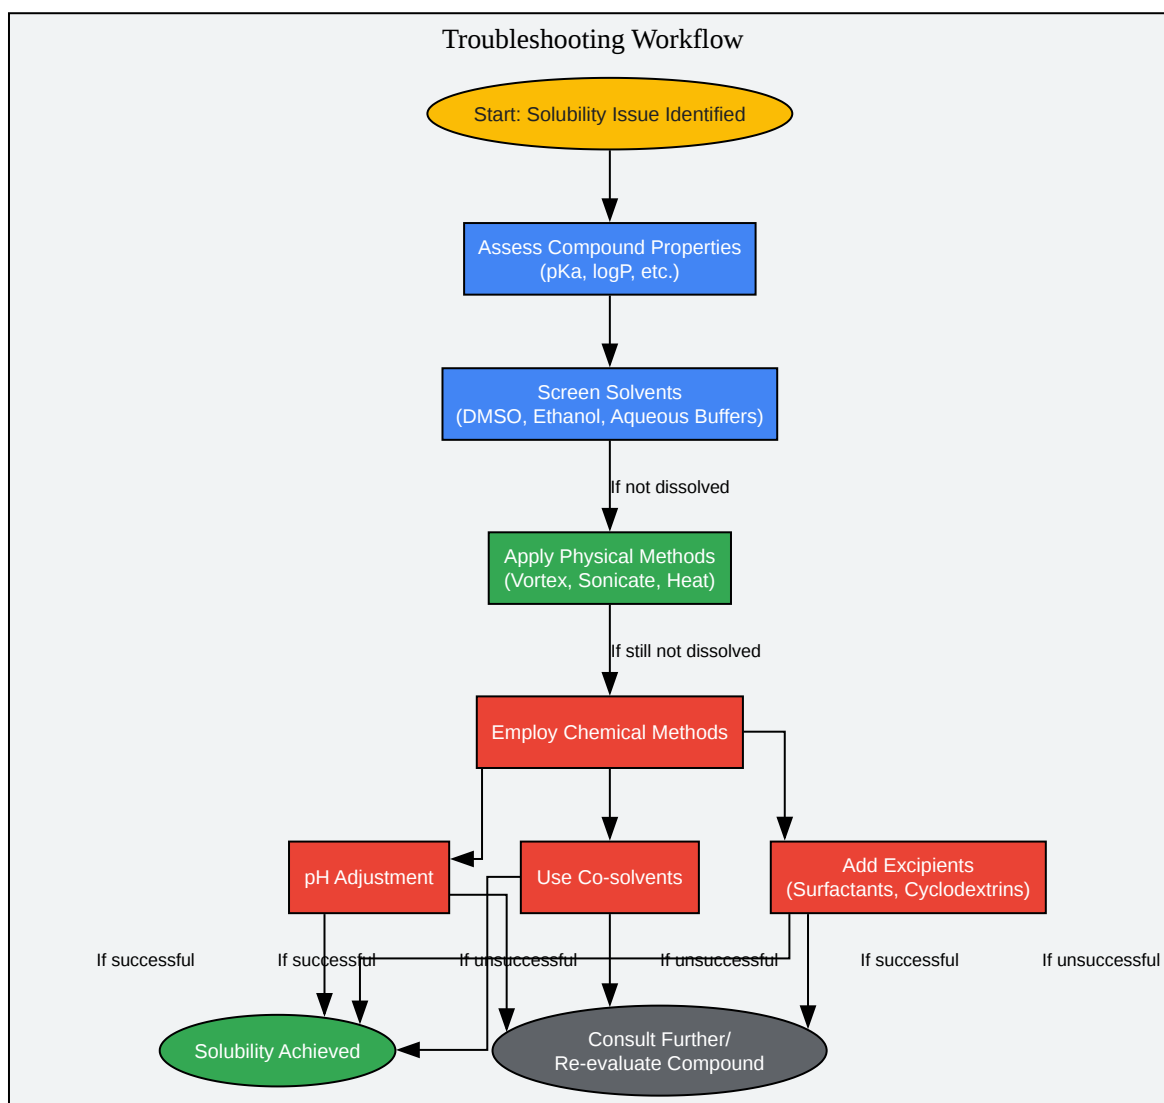 Troubleshooting Workflow
Start: Solubility Issue Identified
Assess Compound Properties
(pKa, logP, etc.)
Screen Solvents
(DMSO, Ethanol, Aqueous Buffers)
If not dissolved
Apply Physical Methods
(Vortex, Sonicate, Heat)
If still not dissolved
Employ Chemical Methods
pH Adjustment
Use Co-solvents
Add Excipients
(Surfactants, Cyclodextrins)
If successful
If successful
If unsuccessful
If unsuccessful
If successful
If unsuccessful
Solubility Achieved
Consult Further/
Re-evaluate Compound